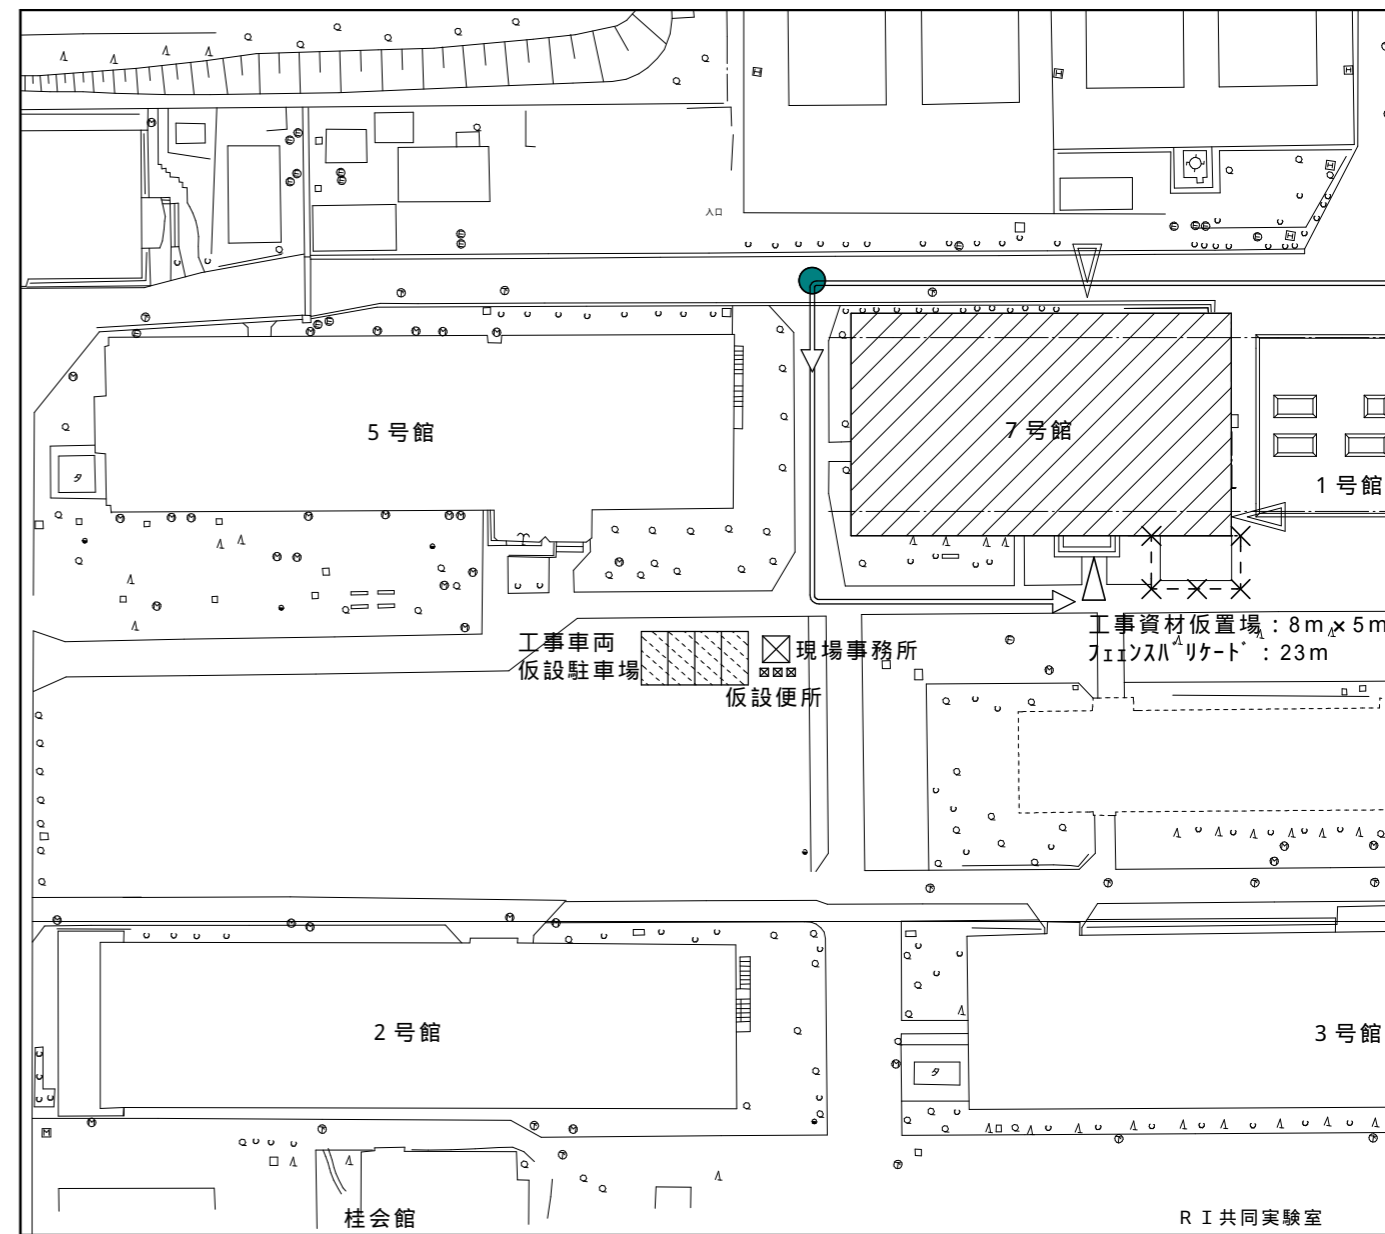 入口
5号館
7号館
1号館
工事車両
仮設駐車場
現場事務所
仮設便所
工事資材仮置場：8m×5m
ﾌｪｴﾝｽﾊﾞﾘｹｰﾄﾞ：23m
2号館
3号館
桂会館
ＲＩ共同実験室